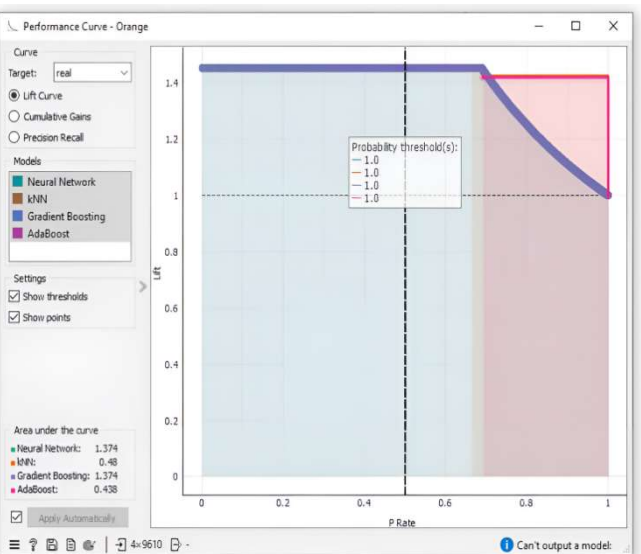 Performance Curve - Orange
Curve
Target: real
Lift Curve
Cumulative Gains
Precision Recall
Models
Neural Network
kNN
Gradient Boosting
AdaBoost
Settings
Show thresholds
Show points
Area under the curve
Neural Network: 1.374
kNN: 0.48
Gradient Boosting: 1.374
AdaBoost: 0.438
Apply Automatically
4×9610 -
Lift
1.4
1.2
1
0.8
0.6
0.4
0.2
0
Probability threshold(s):
1.0
1.0
1.0
1.0
0 0.2 0.4 0.6 0.8 1
P Rate
Can't output a model: